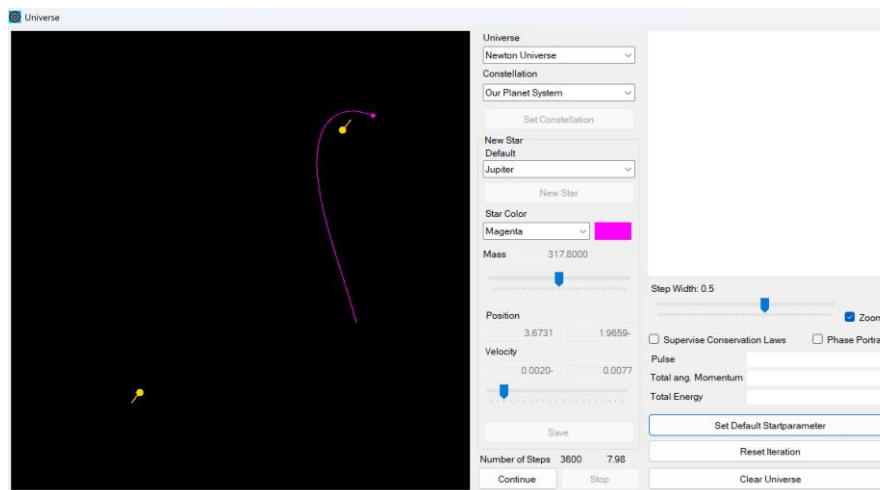 Universe
Universe
Newton Universe
Constellation
Our Planet System
Set Constellation
New Star
Default
Jupiter
New Star
Star Color
Magenta
Mass 317.8000
Position
3.6731 1.9659-
Velocity
0.0020- 0.0077
Save
Number of Steps 3600 7.98
Continue Stop
Step Width: 0.5
Zoom
Supervise Conservation Laws Phase Portra
Pulse
Total ang. Momentum
Total Energy
Set Default Startparameter
Reset Iteration
Clear Universe